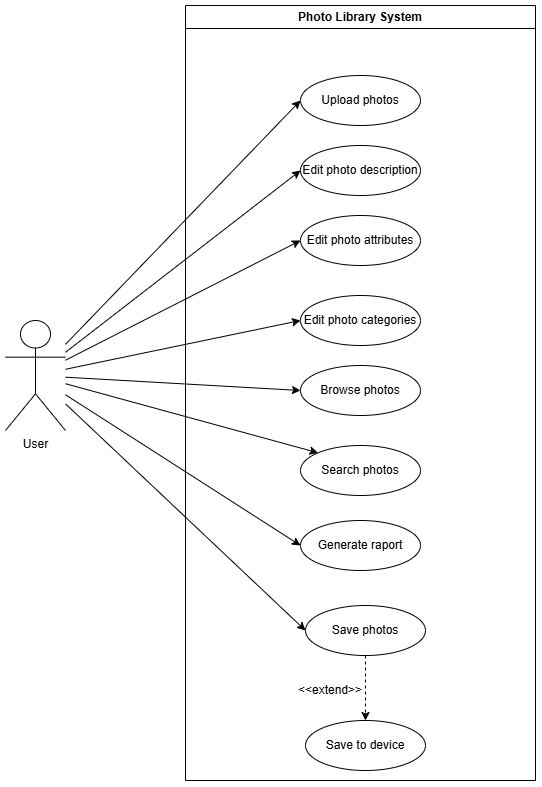 Photo Library System
Upload photos
Edit photo description
Edit photo attributes
Edit photo categories
Browse photos
User
Search photos
Generate raport
Save photos
<<extend>>
Save to device